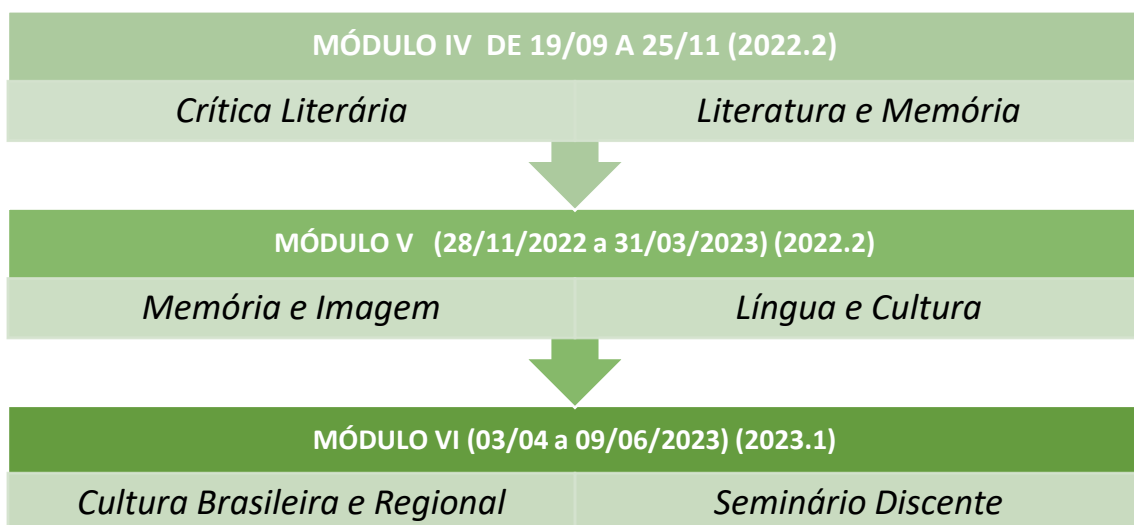 MÓDULO IV DE 19/09 A 25/11 (2022.2)
Crítica Literária Literatura e Memória
MÓDULO V (28/11/2022 a 31/03/2023) (2022.2)
Memória e Imagem Língua e Cultura
MÓDULO VI (03/04 a 09/06/2023) (2023.1)
Cultura Brasileira e Regional Seminário Discente